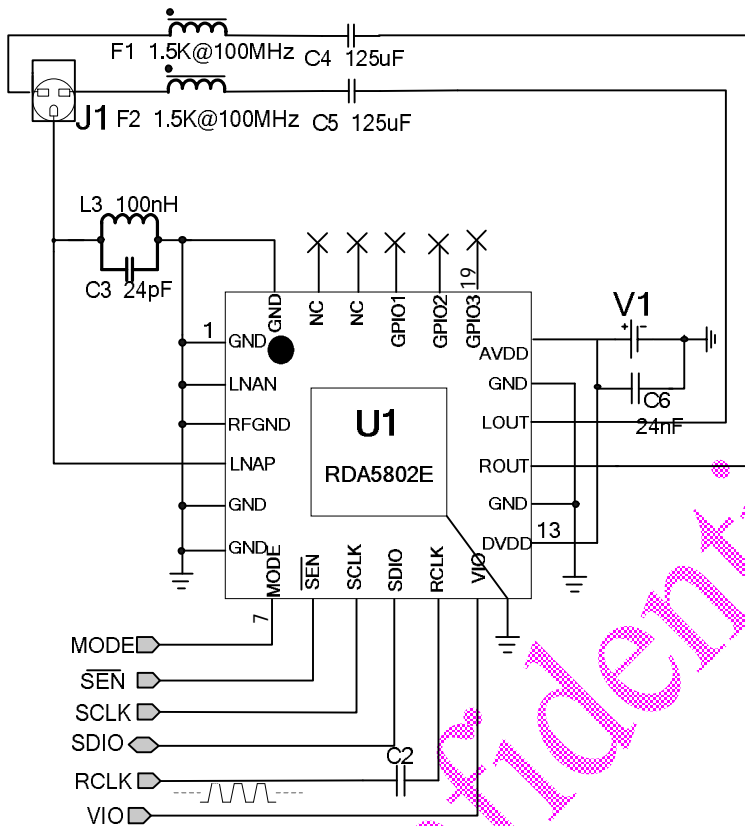 F1 1.5K@100MHz C4 125uF
J1 F2 1.5K@100MHz C5 125uF
L3 100nH
C3 24pF
GND
NC
NC
GPIO1
GPIO2
GPIO3
19
V1
+ -
1
GND
LNAN
RFGND
LNAP
GND
GND
U1
RDA5802E
AVDD
GND
LOUT
ROUT
GND
DVDD
13
C6
24nF
MODE
SEN
SCLK
SDIO
RCLK
VIO
7
MODE
SEN
SCLK
SDIO
C2
RCLK
VIO
fidenti